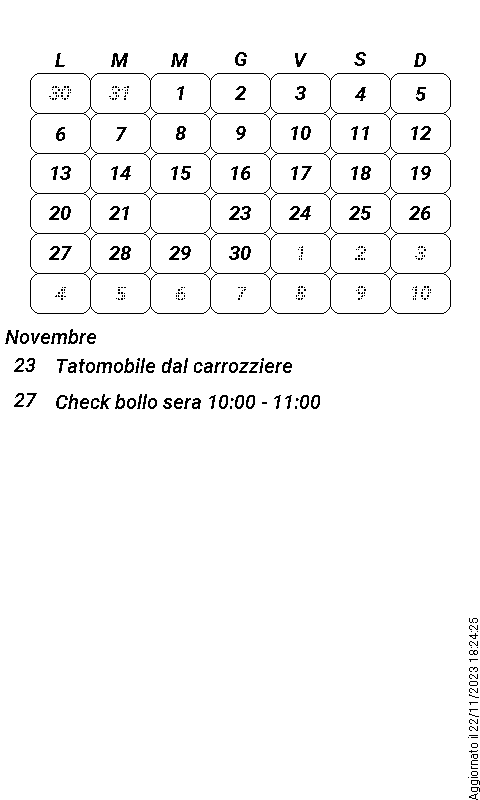 L M M G V S D
30 31 1 2 3 4 5
6 7 8 9 10 11 12
13 14 15 16 17 18 19
20 21 23 24 25 26
27 28 29 30 1 2 3
4 5 6 7 8 9 10
Novembre
23 Tatomobile dal carrozziere
27 Check bollo sera 10:00 - 11:00
Aggiornato il 22/11/2023 18:24:25